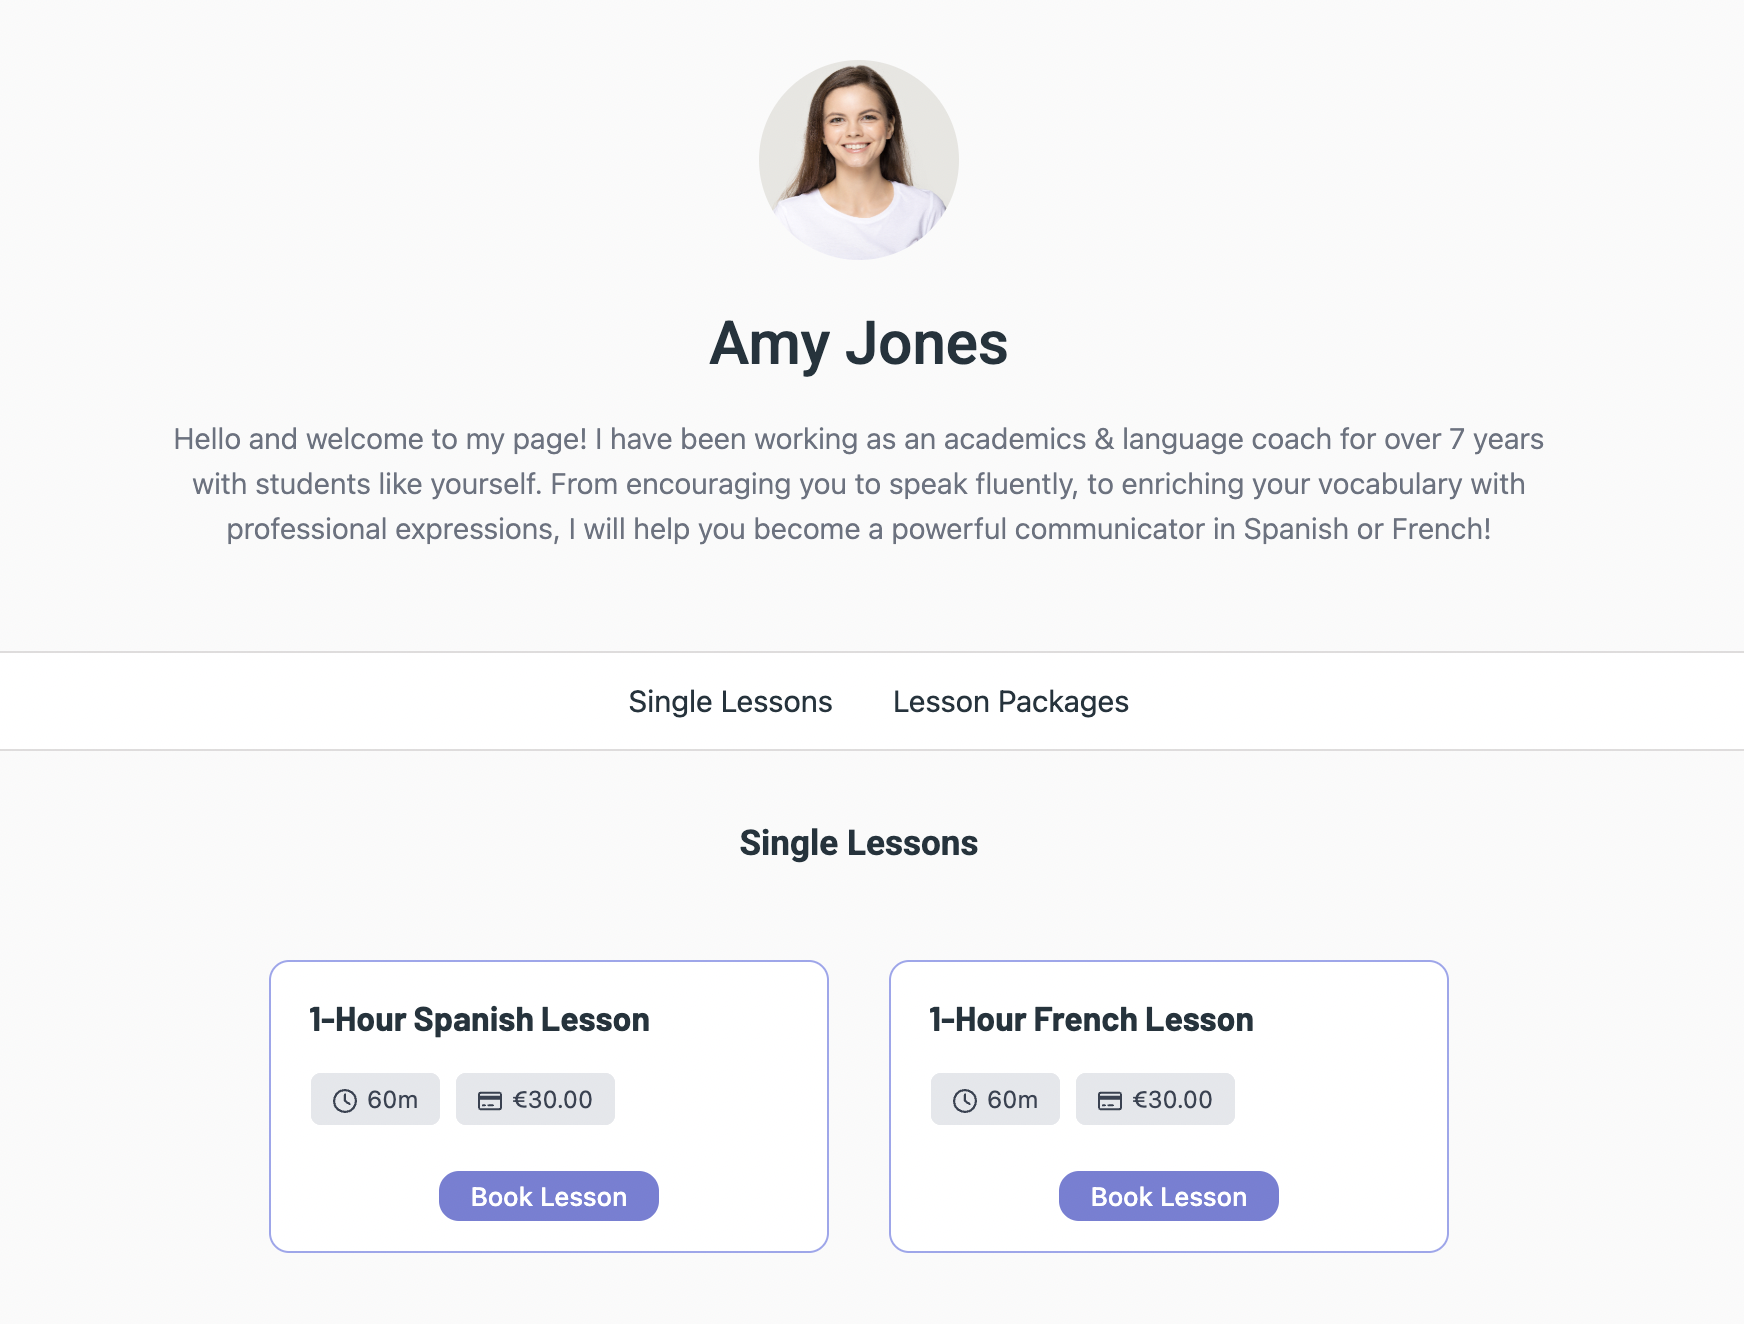 Amy Jones
Hello and welcome to my page! I have been working as an academics & language coach for over 7 years
with students like yourself. From encouraging you to speak fluently, to enriching your vocabulary with
professional expressions, I will help you become a powerful communicator in Spanish or French!
Single Lessons Lesson Packages
Single Lessons
1-Hour Spanish Lesson
60m €30.00
Book Lesson
1-Hour French Lesson
60m €30.00
Book Lesson